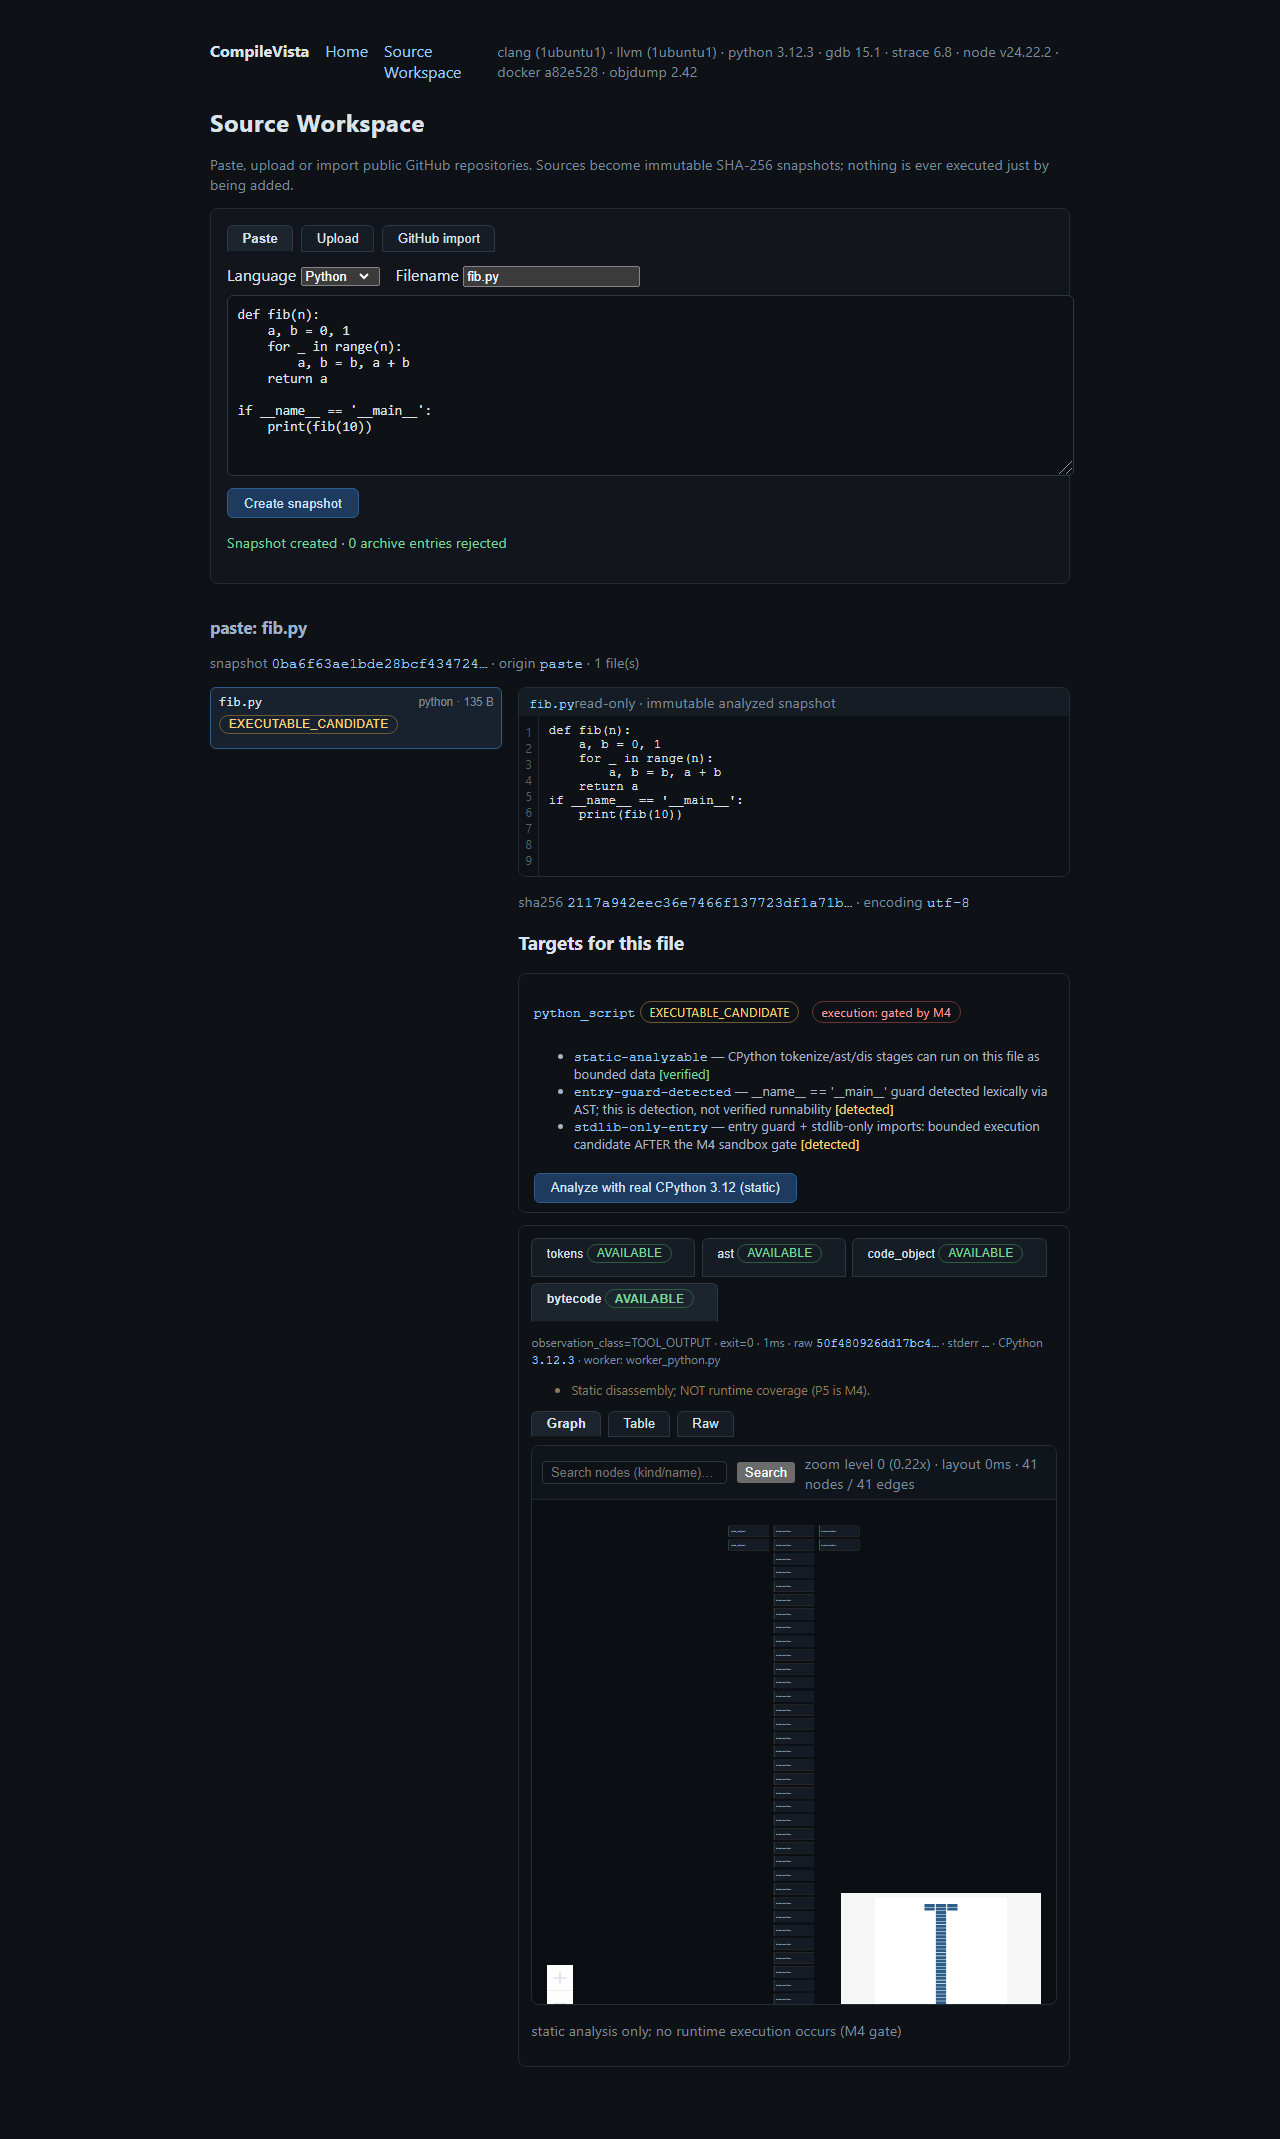 CompileVista Home Source Workspace
clang (1ubuntu1) · llvm (1ubuntu1) · python 3.12.3 · gdb 15.1 · strace 6.8 · node v24.22.2 ·
docker a82e528 · objdump 2.42
Source Workspace
Paste, upload or import public GitHub repositories. Sources become immutable SHA-256 snapshots; nothing is ever executed just by
being added.
Paste Upload GitHub import
Language Python Filename fib.py
def fib(n):
    a, b = 0, 1
    for _ in range(n):
        a, b = b, a + b
    return a
if __name__ == '__main__':
    print(fib(10))
Create snapshot
Snapshot created · 0 archive entries rejected
paste: fib.py
snapshot 0ba6f63ae1bde28bcf434724… · origin paste · 1 file(s)
fib.py python · 135 B
EXECUTABLE_CANDIDATE
fib.pyread-only · immutable analyzed snapshot
1 def fib(n):
2     a, b = 0, 1
3     for _ in range(n):
4         a, b = b, a + b
5     return a
6 if __name__ == '__main__':
7     print(fib(10))
8
9
sha256 2117a942eec36e7466f137723df1a71b… · encoding utf-8
Targets for this file
python_script EXECUTABLE_CANDIDATE execution: gated by M4
• static-analyzable — CPython tokenize/ast/dis stages can run on this file as
bounded data [verified]
• entry-guard-detected — __name__ == '__main__' guard detected lexically via
AST; this is detection, not verified runnability [detected]
• stdlib-only-entry — entry guard + stdlib-only imports: bounded execution
candidate AFTER the M4 sandbox gate [detected]
Analyze with real CPython 3.12 (static)
tokens AVAILABLE ast AVAILABLE code_object AVAILABLE
bytecode AVAILABLE
observation_class=TOOL_OUTPUT · exit=0 · 1ms · raw 50f480926dd17bc4… · stderr … · CPython
3.12.3 · worker: worker_python.py
• Static disassembly; NOT runtime coverage (P5 is M4).
Graph Table Raw
Search nodes (kind/name)… Search zoom level 0 (0.22x) · layout 0ms · 41
nodes / 41 edges
static analysis only; no runtime execution occurs (M4 gate)